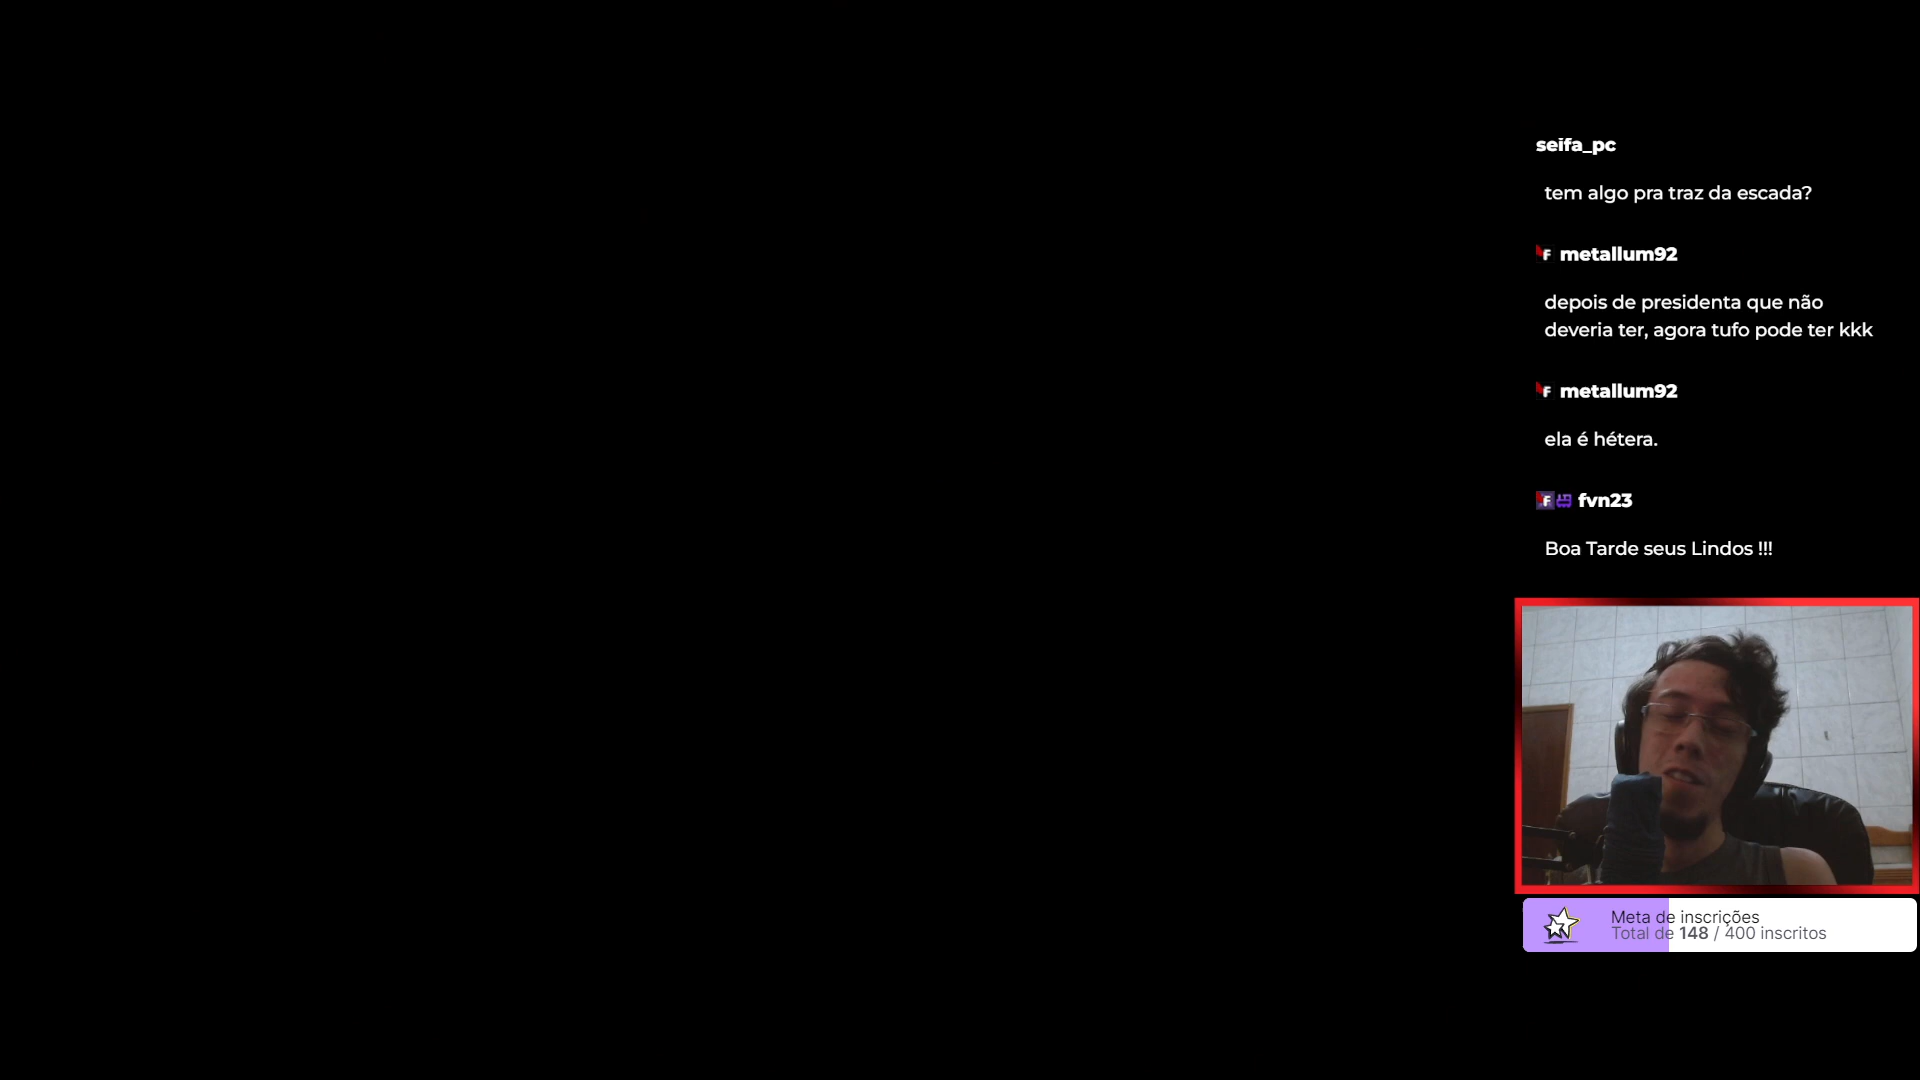 seifa_pc
tem algo pra traz da escada?
F metallum92
depois de presidenta que não
deveria ter, agora tufo pode ter kkk
F metallum92
ela é hétera.
F fvn23
Boa Tarde seus Lindos !!!
Meta de inscrições
Total de 148 / 400 inscritos